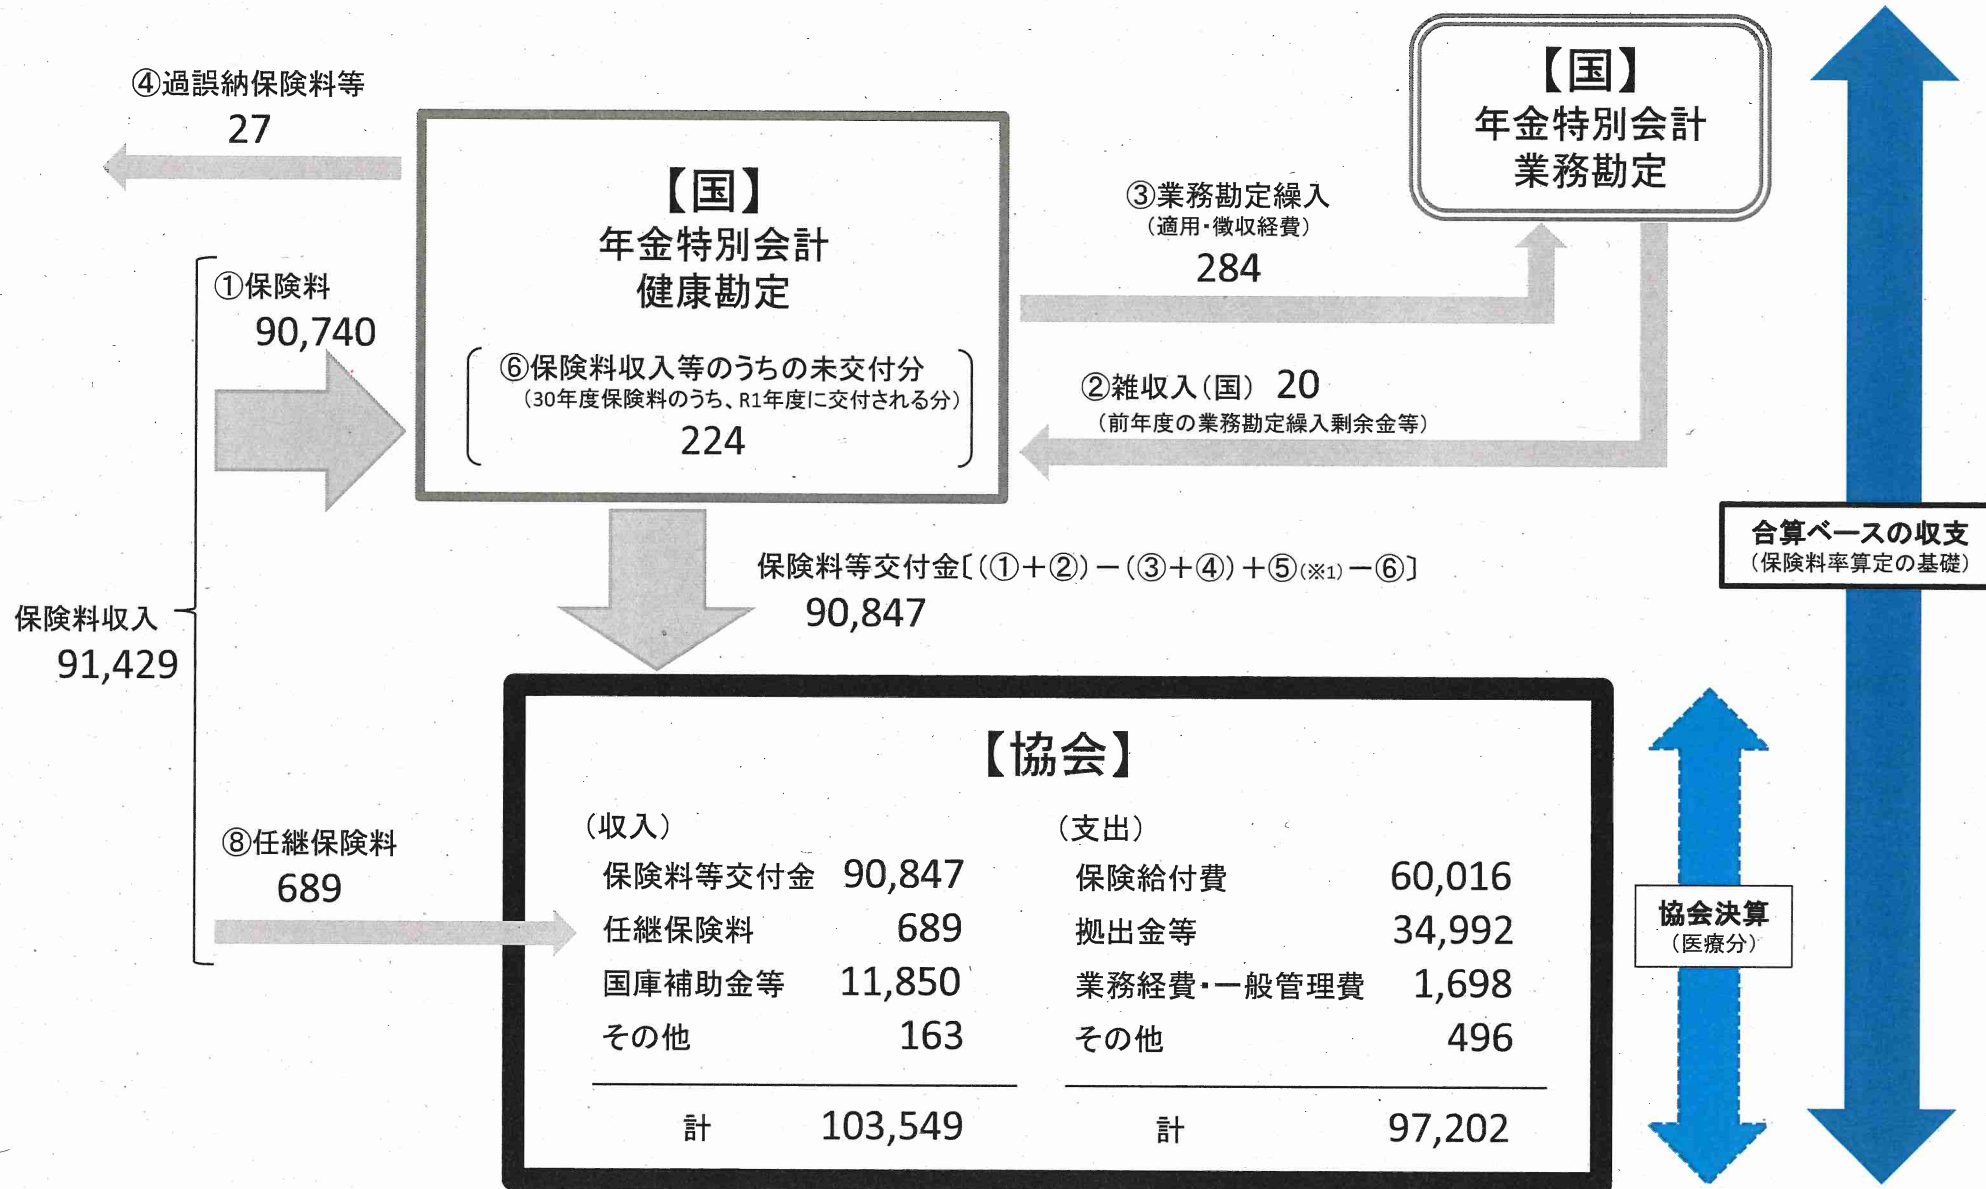 ④過誤納保険料等
27
【国】
年金特別会計
業務勘定
【国】
年金特別会計
健康勘定
③業務勘定繰入
(適用・徴収経費)
284
①保険料
90,740
⑥保険料収入等のうちの未交付分
(30年度保険料のうち、R1年度に交付される分)
224
②雑収入(国) 20
(前年度の業務勘定繰入剰余金等)
合算ベースの収支
(保険料率算定の基礎)
保険料等交付金〔(①+②)-(③+④)+⑤(※1)-⑥〕
90,847
保険料収入
91,429
【協会】
⑧任継保険料
689
(収入)
保険料等交付金 90,847
任継保険料 689
国庫補助金等 11,850
その他 163
計 103,549
(支出)
保険給付費 60,016
拠出金等 34,992
業務経費・一般管理費 1,698
その他 496
計 97,202
協会決算
(医療分)